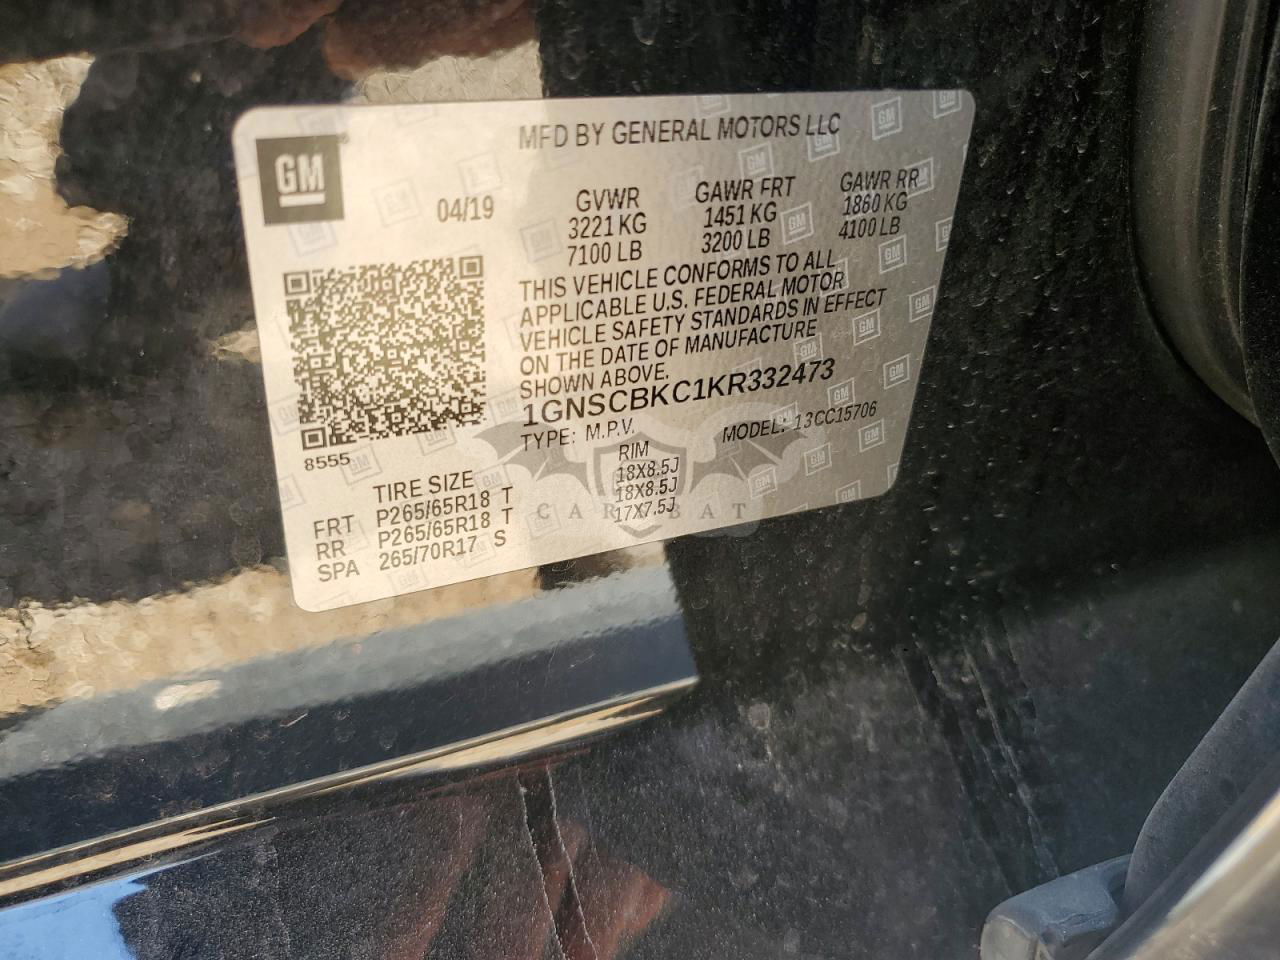 GM
MFD BY GENERAL MOTORS LLC
04/19
GVWR GAWR FRT GAWR RR
3221 KG 1451 KG 1860 KG
7100 LB 3200 LB 4100 LB
THIS VEHICLE CONFORMS TO ALL
APPLICABLE U.S. FEDERAL MOTOR
VEHICLE SAFETY STANDARDS IN EFFECT
ON THE DATE OF MANUFACTURE
SHOWN ABOVE.
1GNSCBKC1KR332473
TYPE: M.P.V. MODEL: 13CC15706
8555
TIRE SIZE RIM
FRT P265/65R18 T 18X8.5J
RR P265/65R18 T 18X8.5J
SPA 265/70R17 S 17X7.5J
CAR BAT